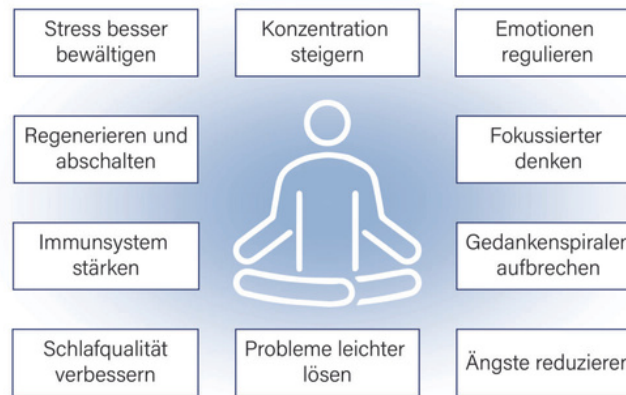 Stress besser
bewältigen
Konzentration
steigern
Emotionen
regulieren
Regenerieren und
abschalten
Fokussierter
denken
Immunsystem
stärken
Gedankenspiralen
aufbrechen
Schlafqualität
verbessern
Probleme leichter
lösen
Ängste reduzieren